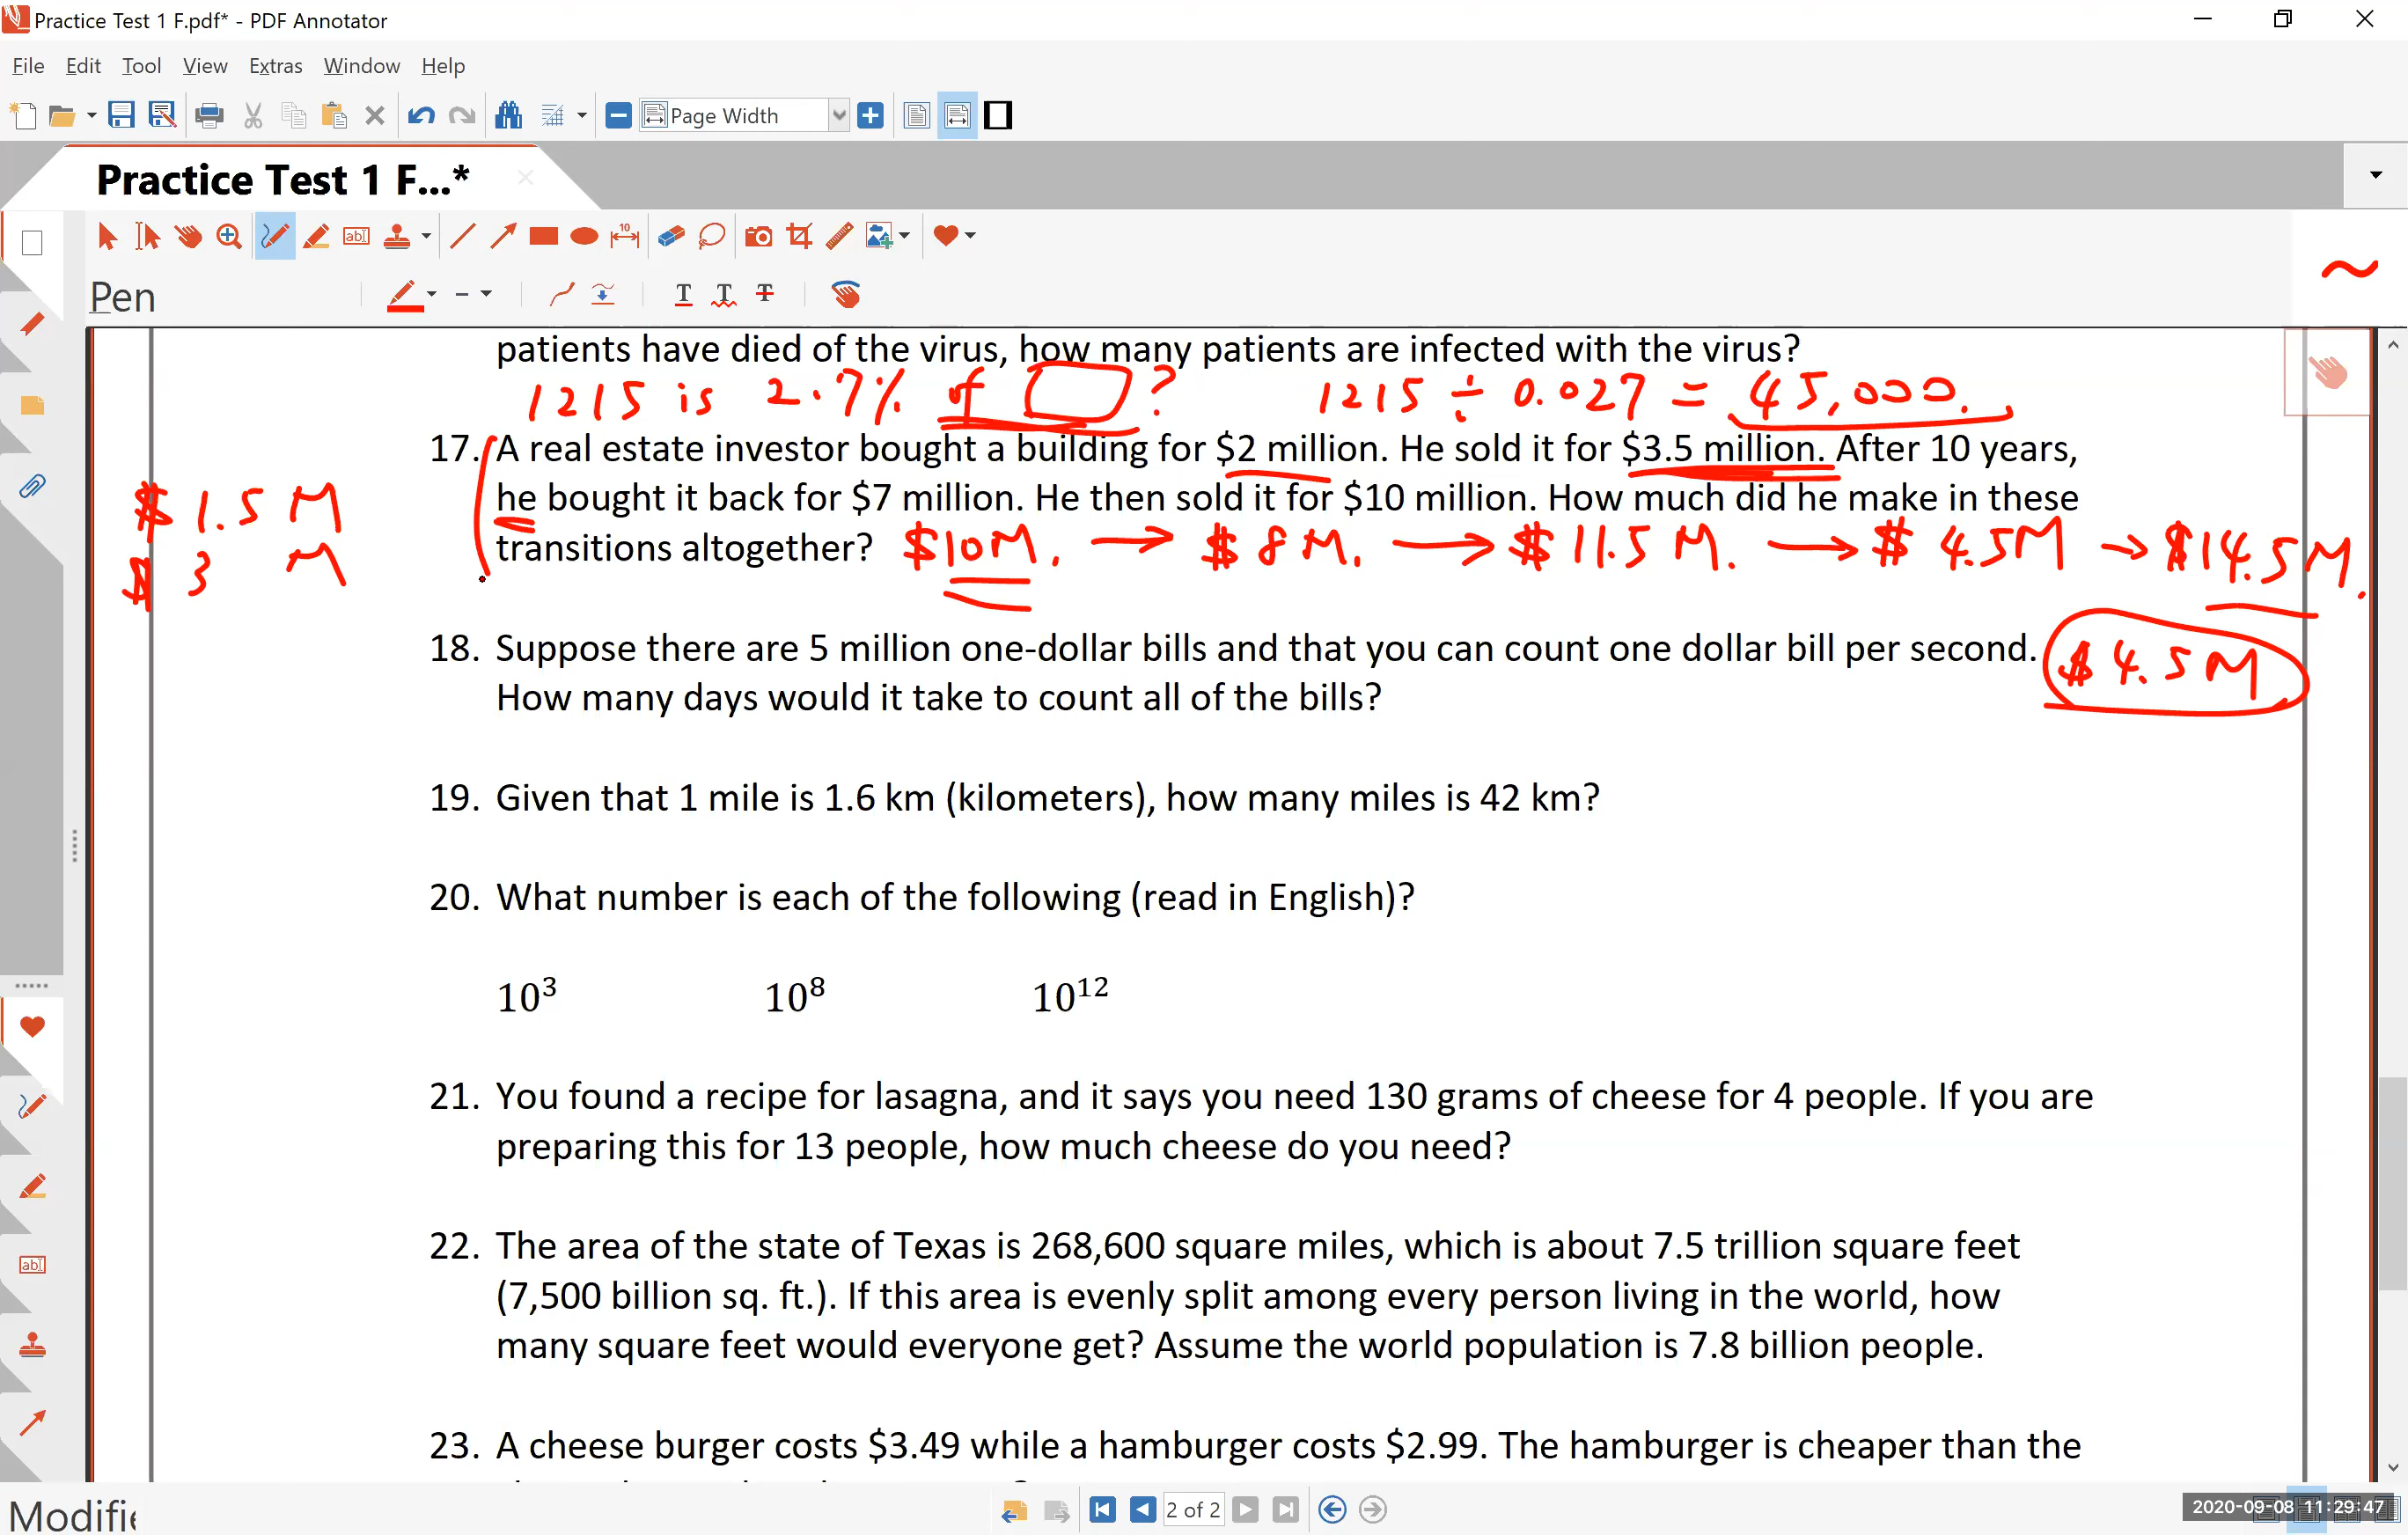 Practice Test 1 F.pdf* - PDF Annotator
File Edit Tool View Extras Window Help
Page Width
Practice Test 1 F...*
Pen
patients have died of the virus, how many patients are infected with the virus?
1215 is 2.7% of ? 1215 ÷ 0.027 = 45,000.
17. A real estate investor bought a building for $2 million. He sold it for $3.5 million. After 10 years,
$1.5 M
he bought it back for $7 million. He then sold it for $10 million. How much did he make in these
$3 M
transitions altogether? $10M. → $8M. → $11.5M. → $4.5M → $14.5M.
18. Suppose there are 5 million one-dollar bills and that you can count one dollar bill per second.
$4.5M
How many days would it take to count all of the bills?
19. Given that 1 mile is 1.6 km (kilometers), how many miles is 42 km?
20. What number is each of the following (read in English)?
10³ 10⁸ 10¹²
21. You found a recipe for lasagna, and it says you need 130 grams of cheese for 4 people. If you are
preparing this for 13 people, how much cheese do you need?
22. The area of the state of Texas is 268,600 square miles, which is about 7.5 trillion square feet
(7,500 billion sq. ft.). If this area is evenly split among every person living in the world, how
many square feet would everyone get? Assume the world population is 7.8 billion people.
23. A cheese burger costs $3.49 while a hamburger costs $2.99. The hamburger is cheaper than the
2 of 2
2020-09-08 11:29:47